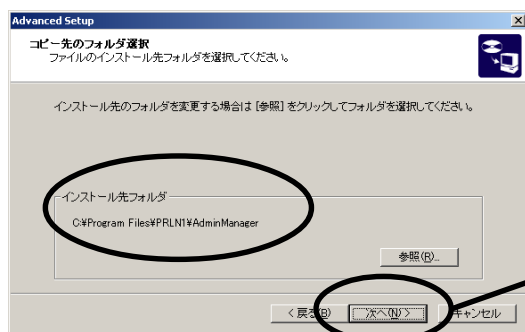 Advanced Setup
コピー先のフォルダ選択
ファイルのインストール先フォルダを選択してください。
インストール先のフォルダを変更する場合は [参照] をクリックしてフォルダを選択してください。
インストール先フォルダ
C:¥Program Files¥PRLN1¥AdminManager
参照(R)...
< 戻る(B)
次へ(N) >
キャンセル